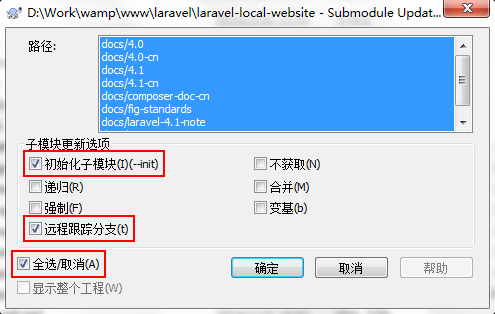 D:\Work\wamp\www\laravel\laravel-local-website - Submodule Updat...
路径:
docs/4.0
docs/4.0-cn
docs/4.1
docs/4.1-cn
docs/composer-doc-cn
docs/fig-standards
docs/laravel-4.1-note
子模块更新选项
初始化子模块(I)(--init) 不获取(N)
递归(R) 合并(M)
强制(F) 变基(b)
远程跟踪分支(t)
全选/取消(A) 确定 取消 帮助
显示整个工程(W)